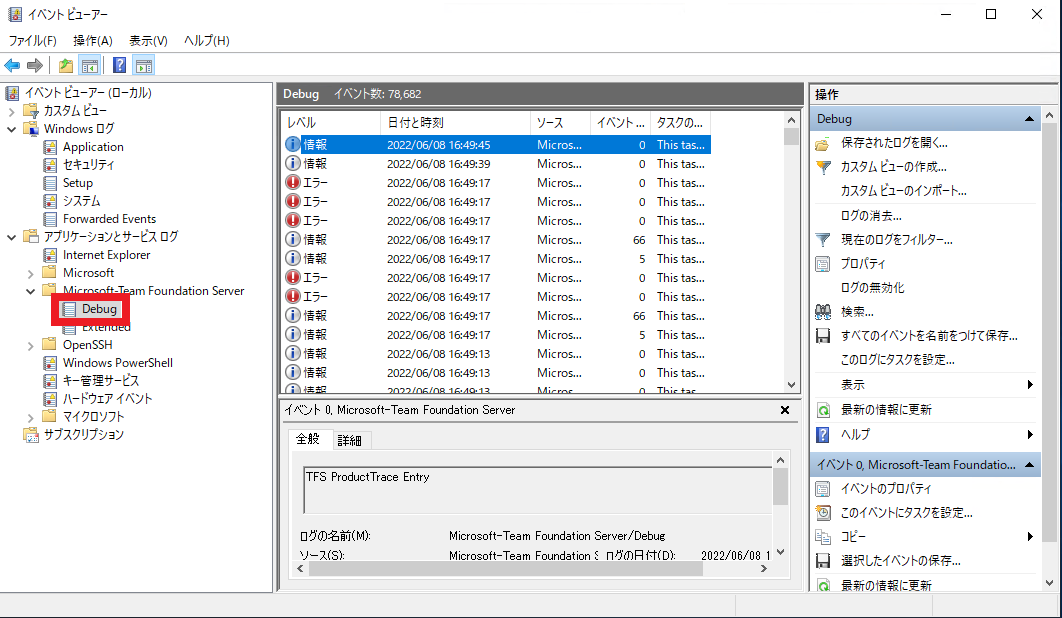 イベント ビューアー
ファイル(F) 操作(A) 表示(V) ヘルプ(H)
イベント ビューアー (ローカル)
カスタム ビュー
Windows ログ
Application
セキュリティ
Setup
システム
Forwarded Events
アプリケーションとサービス ログ
Internet Explorer
Microsoft
Microsoft-Team Foundation Server
Debug
Extended
OpenSSH
Windows PowerShell
キー管理サービス
ハードウェア イベント
マイクロソフト
サブスクリプション
Debug イベント数: 78,682
レベル 日付と時刻 ソース イベント ... タスクの...
情報 2022/06/08 16:49:45 Micros... 0 This tas...
情報 2022/06/08 16:49:39 Micros... 0 This tas...
エラー 2022/06/08 16:49:17 Micros... 0 This tas...
エラー 2022/06/08 16:49:17 Micros... 0 This tas...
エラー 2022/06/08 16:49:17 Micros... 0 This tas...
情報 2022/06/08 16:49:17 Micros... 66 This tas...
情報 2022/06/08 16:49:17 Micros... 5 This tas...
エラー 2022/06/08 16:49:17 Micros... 0 This tas...
エラー 2022/06/08 16:49:17 Micros... 0 This tas...
情報 2022/06/08 16:49:17 Micros... 66 This tas...
情報 2022/06/08 16:49:17 Micros... 5 This tas...
情報 2022/06/08 16:49:13 Micros... 0 This tas...
情報 2022/06/08 16:49:13 Micros... 0 This tas...
情報 2022/06/08 16:49:13 Micros... 0 This tas...
イベント 0, Microsoft-Team Foundation Server
全般 詳細
TFS ProductTrace Entry
ログの名前(M): Microsoft-Team Foundation Server/Debug
ソース(S): Microsoft-Team Foundation S ログの日付(D): 2022/06/08 1
操作
Debug
保存されたログを開く...
カスタム ビューの作成...
カスタム ビューのインポート...
ログの消去...
現在のログをフィルター...
プロパティ
ログの無効化
検索...
すべてのイベントを名前をつけて保存...
このログにタスクを設定...
表示
最新の情報に更新
ヘルプ
イベント 0, Microsoft-Team Foundatio...
イベントのプロパティ
このイベントにタスクを設定...
コピー
選択したイベントの保存...
最新の情報に更新